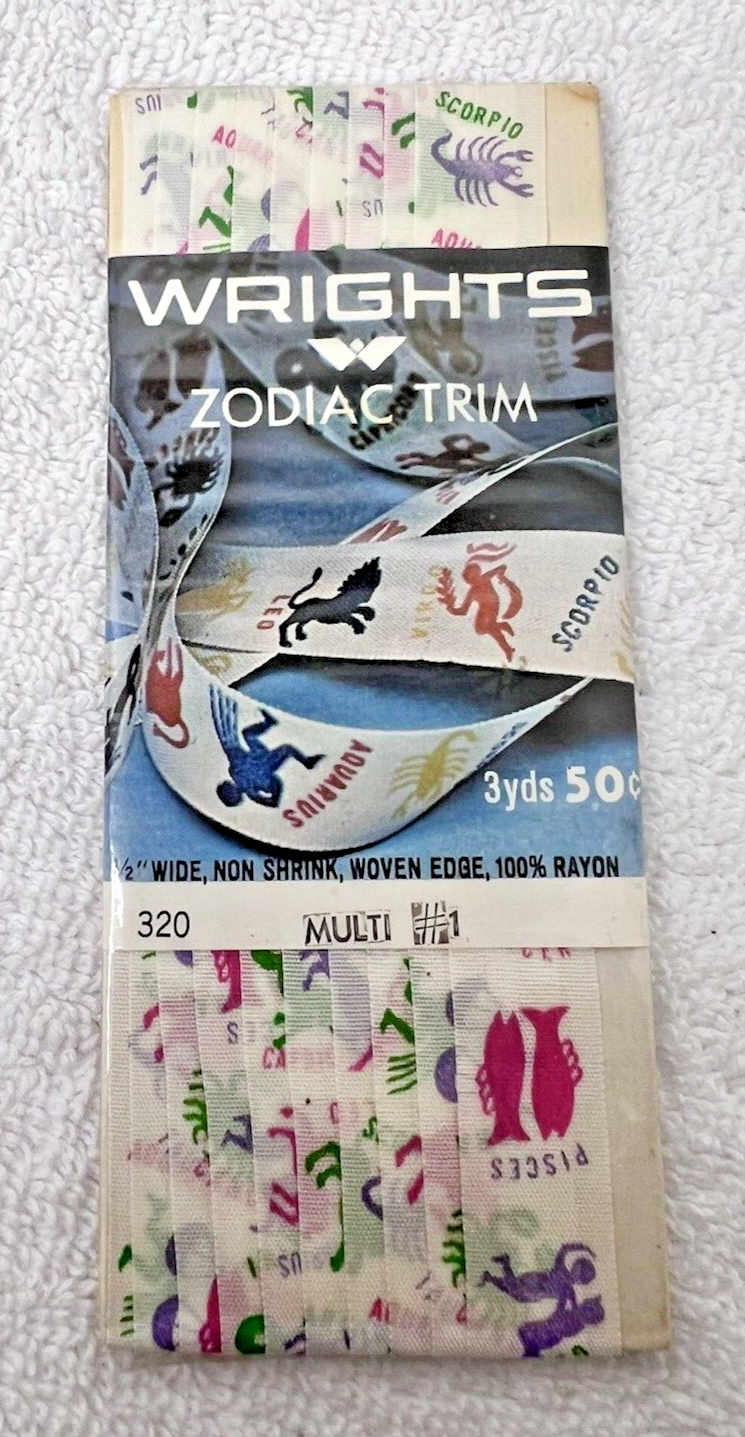 SCORPIO
WRIGHTS
ZODIAC TRIM
PISCES
CAPRICORN
LEO
VIRGO
SCORPIO
AQUARIUS
3yds 50¢
1/2" WIDE, NON SHRINK, WOVEN EDGE, 100% RAYON
320 MULTI #1
PISCES